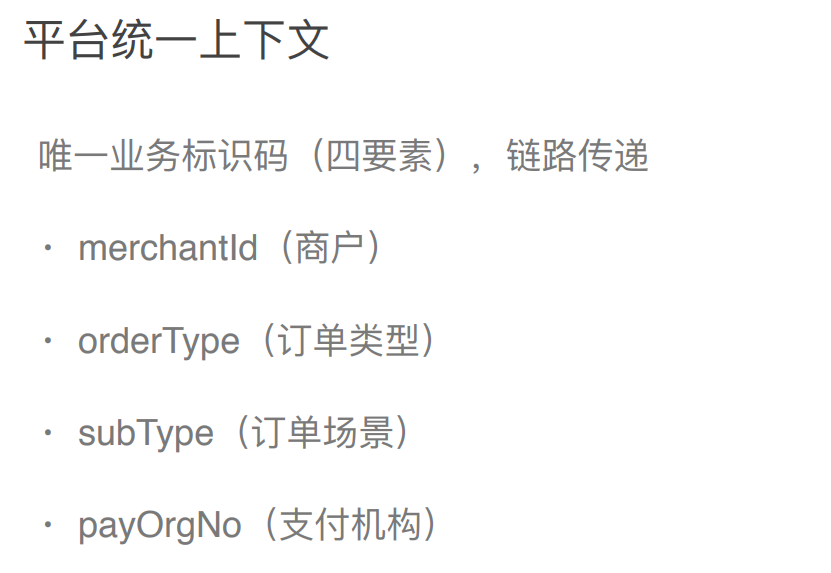 平台统一上下文
唯一业务标识码（四要素），链路传递
· merchantId（商户）
· orderType（订单类型）
· subType（订单场景）
· payOrgNo（支付机构）